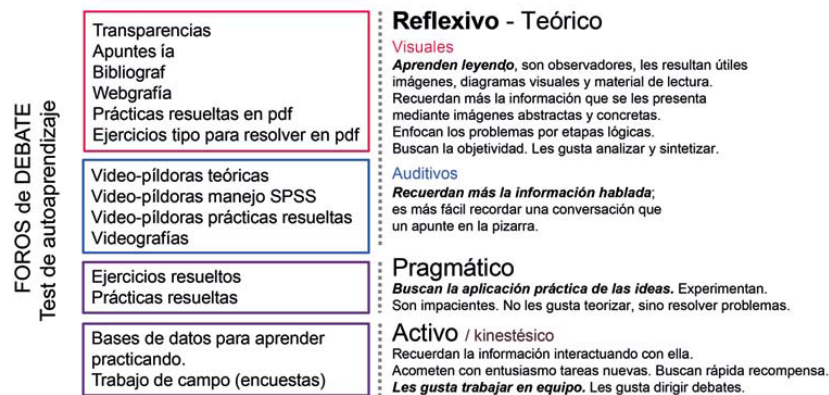 FOROS de DEBATE
Test de autoaprendizaje
Transparencias
Apuntes ía
Bibliograf
Webgrafía
Prácticas resueltas en pdf
Ejercicios tipo para resolver en pdf
Reflexivo - Teórico
Visuales
Aprenden leyendo, son observadores, les resultan útiles
imágenes, diagramas visuales y material de lectura.
Recuerdan más la información que se les presenta
mediante imágenes abstractas y concretas.
Enfocan los problemas por etapas lógicas.
Buscan la objetividad. Les gusta analizar y sintetizar.
Video-píldoras teóricas
Video-píldoras manejo SPSS
Video-píldoras prácticas resueltas
Videografías
Auditivos
Recuerdan más la información hablada;
es más fácil recordar una conversación que
un apunte en la pizarra.
Ejercicios resueltos
Prácticas resueltas
Pragmático
Buscan la aplicación práctica de las ideas. Experimentan.
Son impacientes. No les gusta teorizar, sino resolver problemas.
Bases de datos para aprender
practicando.
Trabajo de campo (encuestas)
Activo / kinestésico
Recuerdan la información interactuando con ella.
Acometen con entusiasmo tareas nuevas. Buscan rápida recompensa.
Les gusta trabajar en equipo. Les gusta dirigir debates.